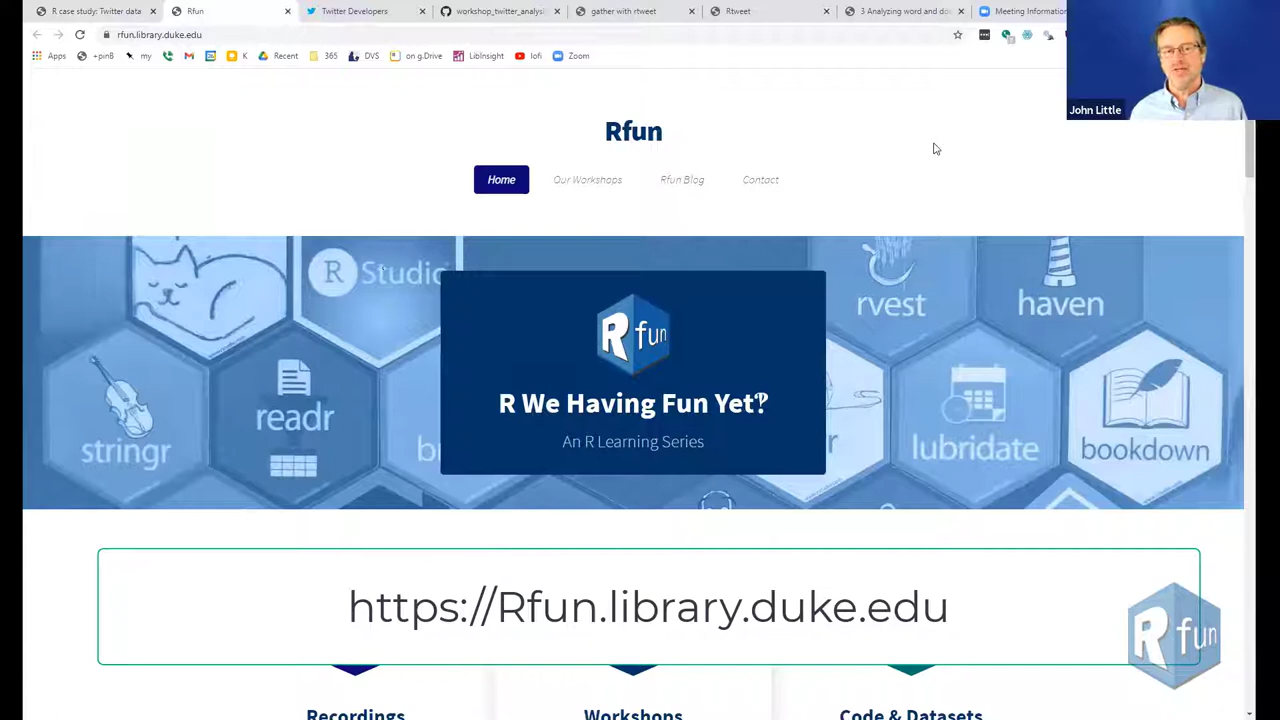 R case study: Twitter data
Rfun
Twitter Developers
workshop_twitter_analysi
gather with rtweet
Rtweet
3 Analyzing word and do
Meeting Information
rfun.library.duke.edu
Apps
+pinB
my
K
Recent
365
DVS
on g.Drive
LibInsight
lofi
Zoom
John Little
Rfun
Home
Our Workshops
Rfun Blog
Contact
R Studio
rvest
haven
stringr
readr
lubridate
bookdown
R fun
R We Having Fun Yet‽
An R Learning Series
https://Rfun.library.duke.edu
R fun
Recordings
Workshops
Code & Datasets